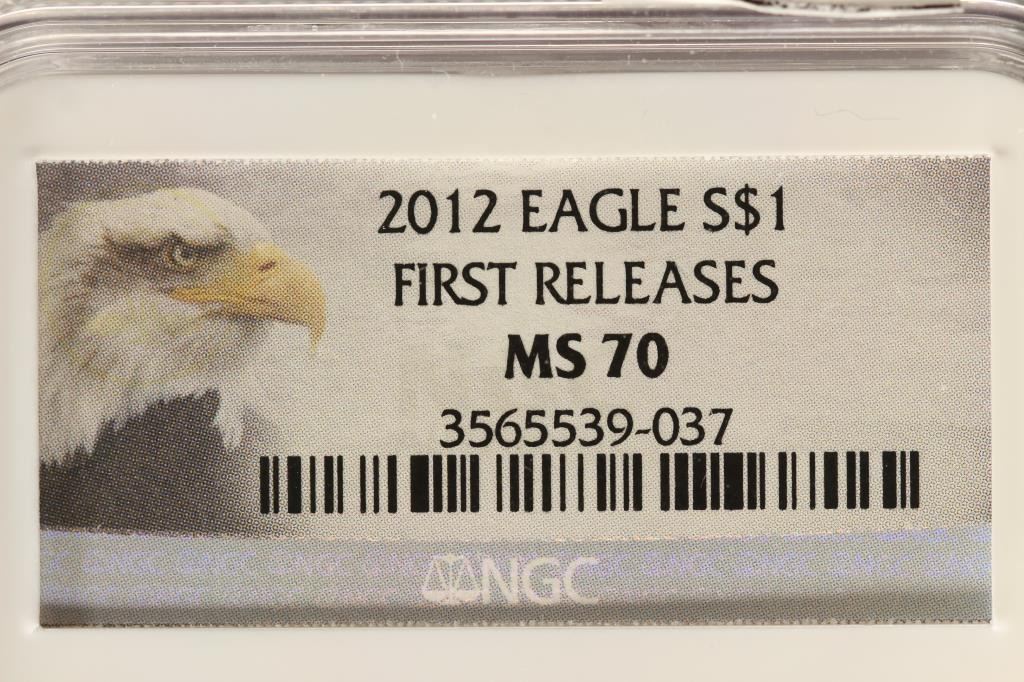 2012 EAGLE S$1
FIRST RELEASES
MS 70
3565539-037
NGC